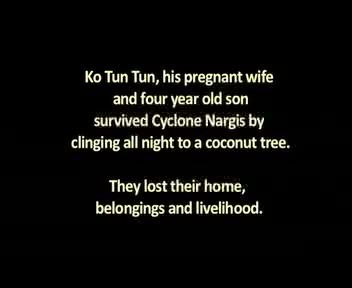 Ko Tun Tun, his pregnant wife
and four year old son
survived Cyclone Nargis by
clinging all night to a coconut tree.
They lost their home,
belongings and livelihood.